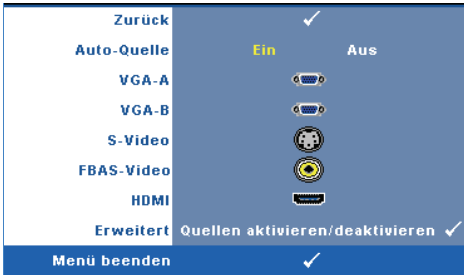 Zurück
Auto-Quelle Ein Aus
VGA-A
VGA-B
S-Video
FBAS-Video
HDMI
Erweitert Quellen aktivieren/deaktivieren
Menü beenden